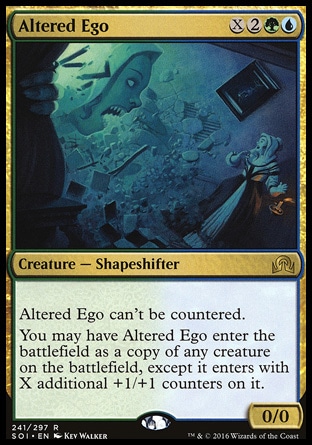 Altered Ego X 2
Creature — Shapeshifter
Altered Ego can't be countered.
You may have Altered Ego enter the
battlefield as a copy of any creature
on the battlefield, except it enters with
X additional +1/+1 counters on it.
0/0
241/297 R
SOI • EN Kev Walker ™ & © 2016 Wizards of the Coast